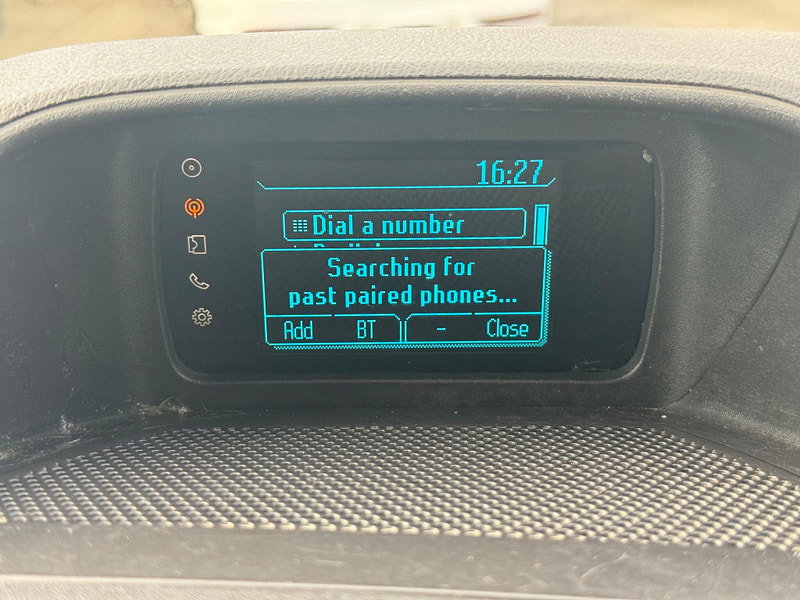 16:27
Dial a number
Searching for
past paired phones...
Add BT - Close